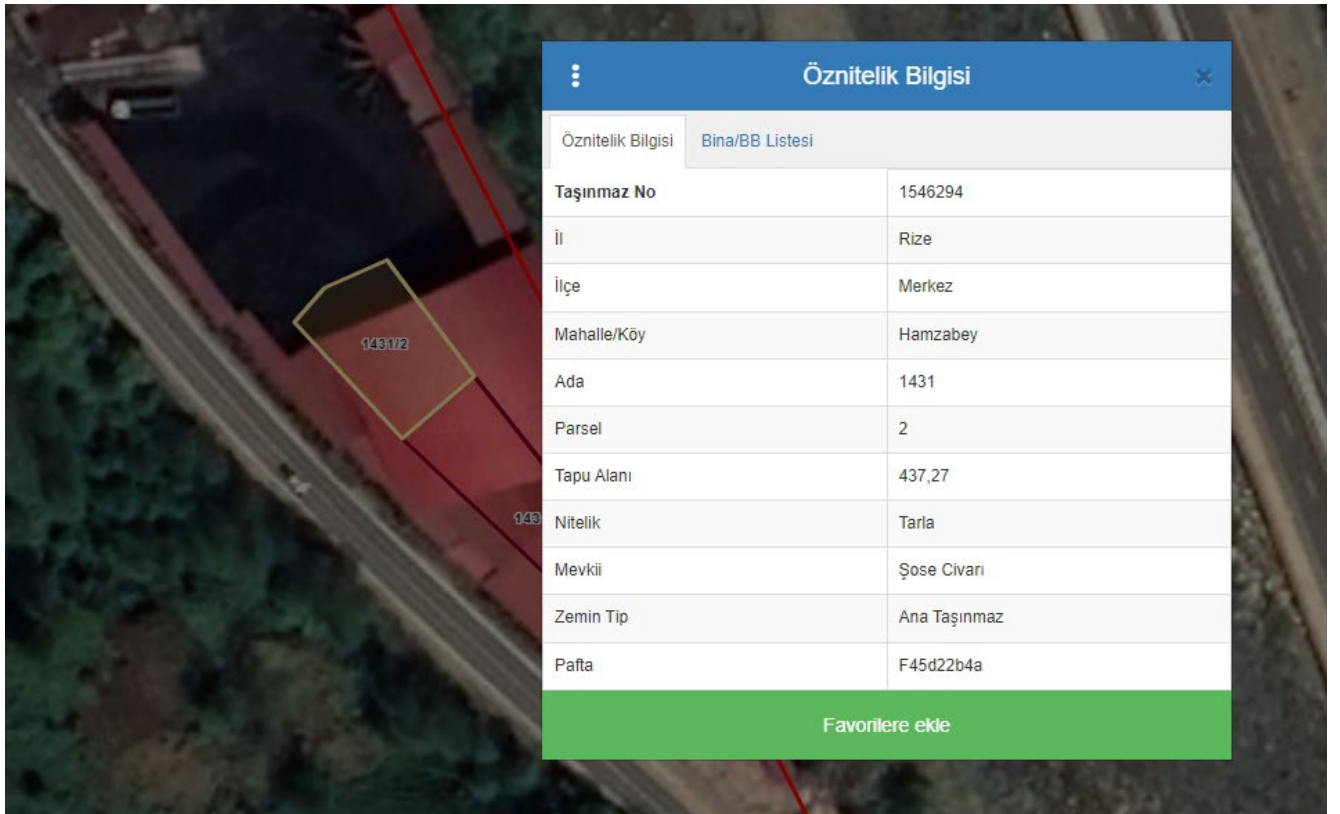 Öznitelik Bilgisi
Öznitelik Bilgisi Bina/BB Listesi
Taşınmaz No 1546294
İl Rize
İlçe Merkez
Mahalle/Köy Hamzabey
Ada 1431
Parsel 2
Tapu Alanı 437,27
Nitelik Tarla
Mevkii Şose Civarı
Zemin Tip Ana Taşınmaz
Pafta F45d22b4a
Favorilere ekle
1431/2
143